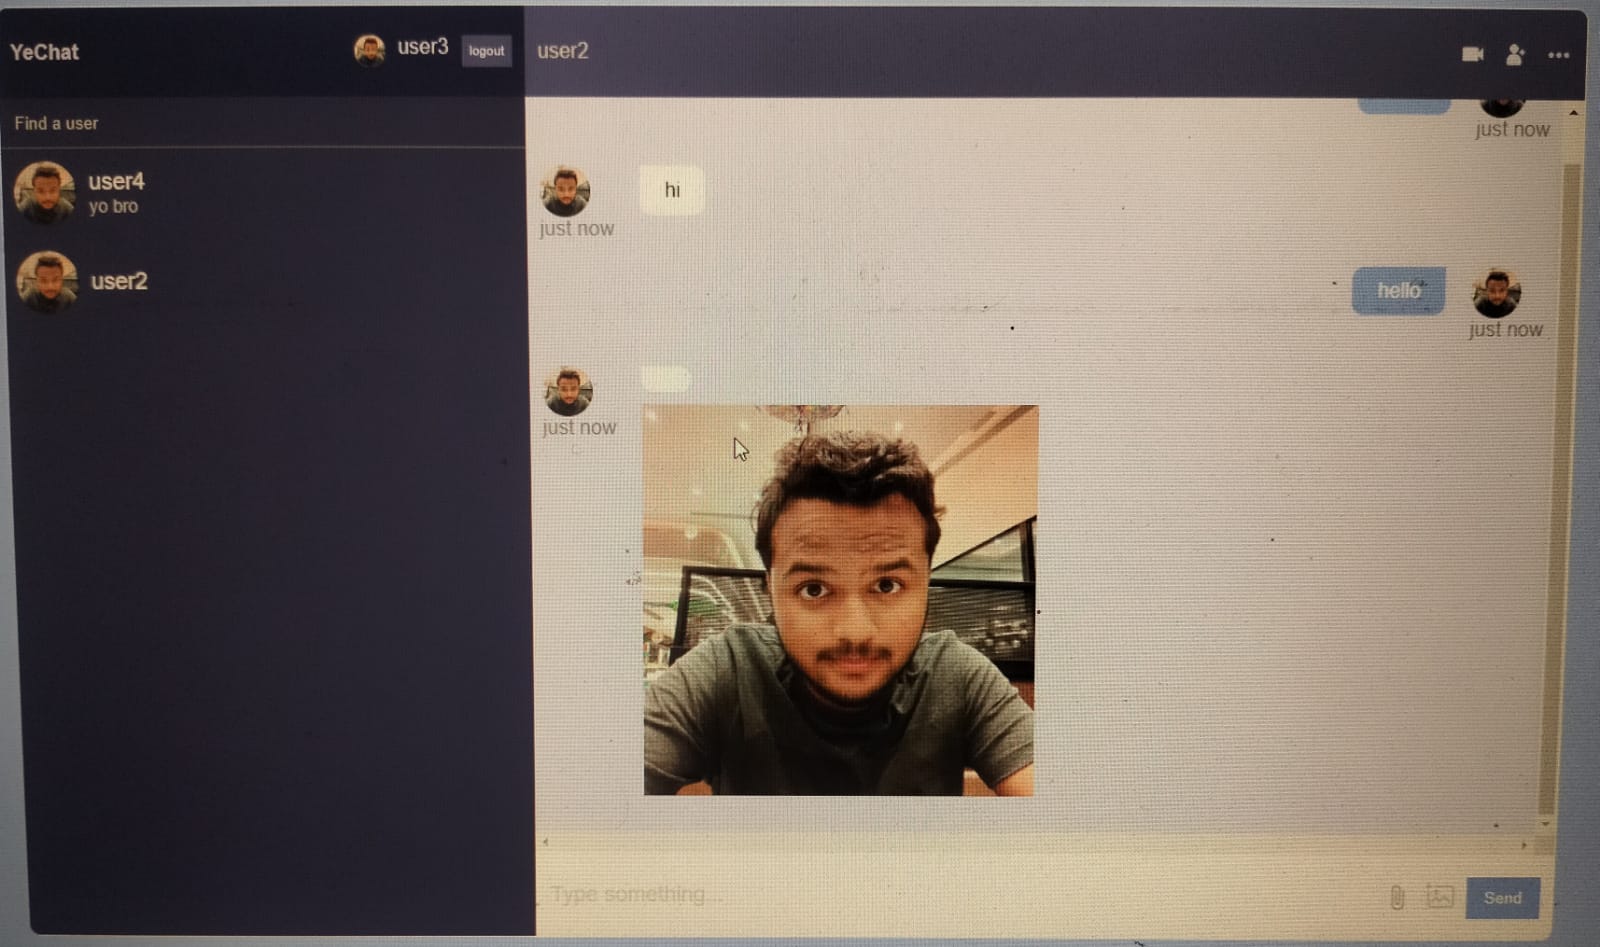 YeChat
user3
logout
Find a user
user4
yo bro
user2
user2
just now
hi
just now
hello
just now
just now
Type something...
Send